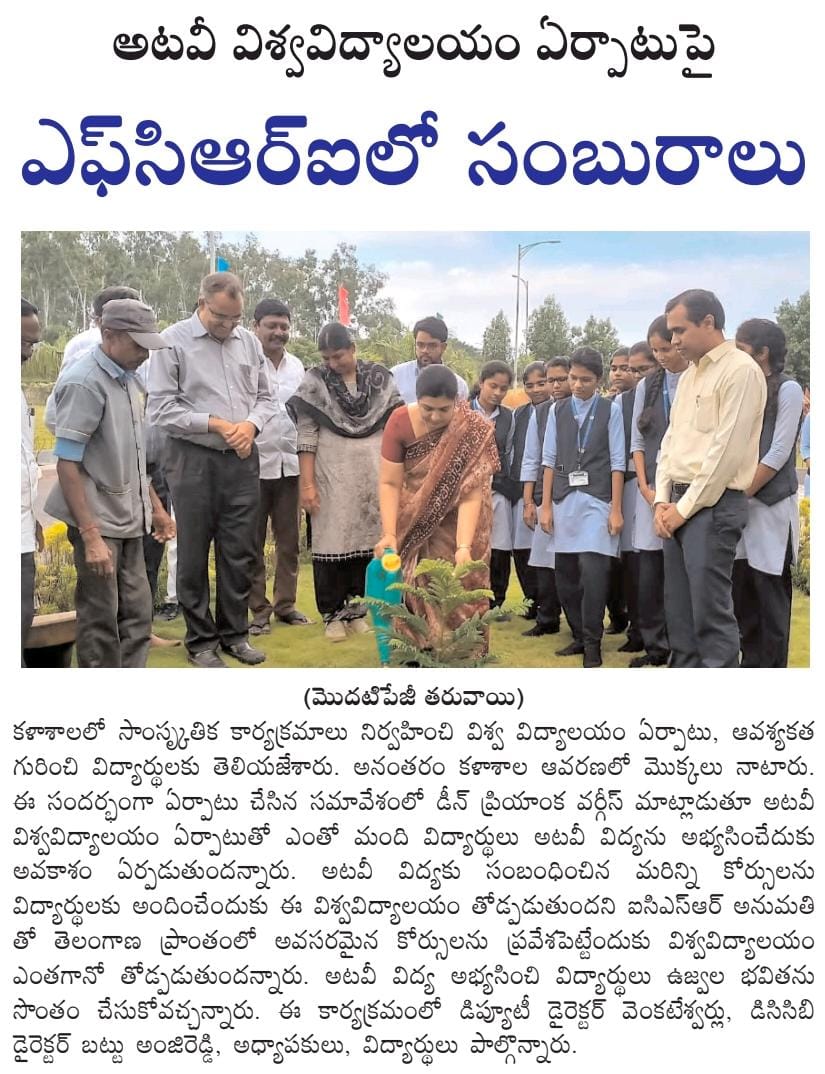 అటవీ విశ్వవిద్యాలయం ఏర్పాటుపై
ఎఫ్‌సిఆర్‌ఐలో సంబురాలు
(మొదటిపేజీ తరువాయి)
కళాశాలలో సాంస్కృతిక కార్యక్రమాలు నిర్వహించి విశ్వ విద్యాలయం ఏర్పాటు, ఆవశ్యకత
గురించి విద్యార్థులకు తెలియజేశారు. అనంతరం కళాశాల ఆవరణలో మొక్కలు నాటారు.
ఈ సందర్భంగా ఏర్పాటు చేసిన సమావేశంలో డీన్ ప్రియాంక వర్గీస్ మాట్లాడుతూ అటవీ
విశ్వవిద్యాలయం ఏర్పాటుతో ఎంతో మంది విద్యార్థులు అటవీ విద్యను అభ్యసించేదుకు
అవకాశం ఏర్పడుతుందన్నారు. అటవీ విద్యకు సంబంధించిన మరిన్ని కోర్సులను
విద్యార్థులకు అందించేందుకు ఈ విశ్వవిద్యాలయం తోడ్పడుతుందని ఐసిఎస్ఆర్ అనుమతి
తో తెలంగాణ ప్రాంతంలో అవసరమైన కోర్సులను ప్రవేశపెట్టేందుకు విశ్వవిద్యాలయం
ఎంతగానో తోడ్పడుతుందన్నారు. అటవీ విద్య అభ్యసించి విద్యార్థులు ఉజ్వల భవితను
సొంతం చేసుకోవచ్చన్నారు. ఈ కార్యక్రమంలో డిప్యూటీ డైరెక్టర్ వెంకటేశ్వర్లు, డిసిసిబి
డైరెక్టర్ బట్టు అంజిరెడ్డి, అధ్యాపకులు, విద్యార్థులు పాల్గొన్నారు.